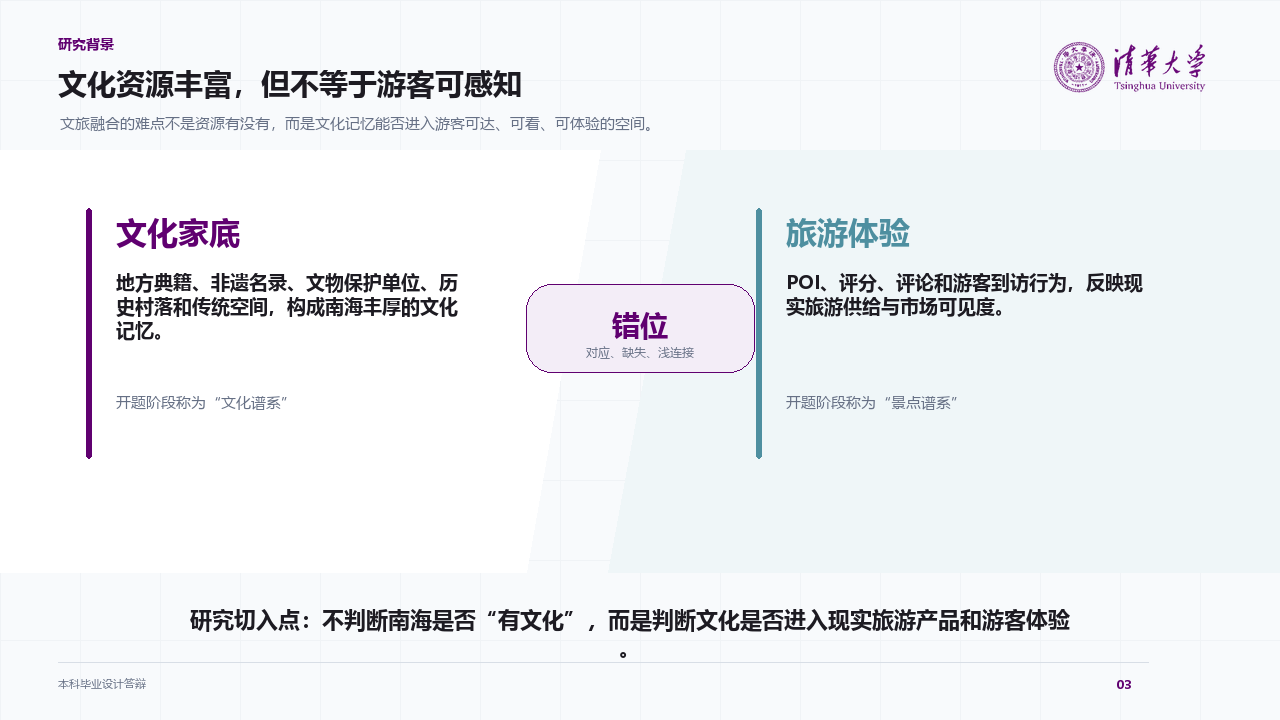 研究背景
文化资源丰富，但不等于游客可感知
文旅融合的难点不是资源有没有，而是文化记忆能否进入游客可达、可看、可体验的空间。
清华大学
Tsinghua University
文化家底
地方典籍、非遗名录、文物保护单位、历
史村落和传统空间，构成南海丰厚的文化
记忆。
开题阶段称为“文化谱系”
错位
对应、缺失、浅连接
旅游体验
POI、评分、评论和游客到访行为，反映现
实旅游供给与市场可见度。
开题阶段称为“景点谱系”
研究切入点：不判断南海是否“有文化”，而是判断文化是否进入现实旅游产品和游客体验
。
本科毕业设计答辩
03